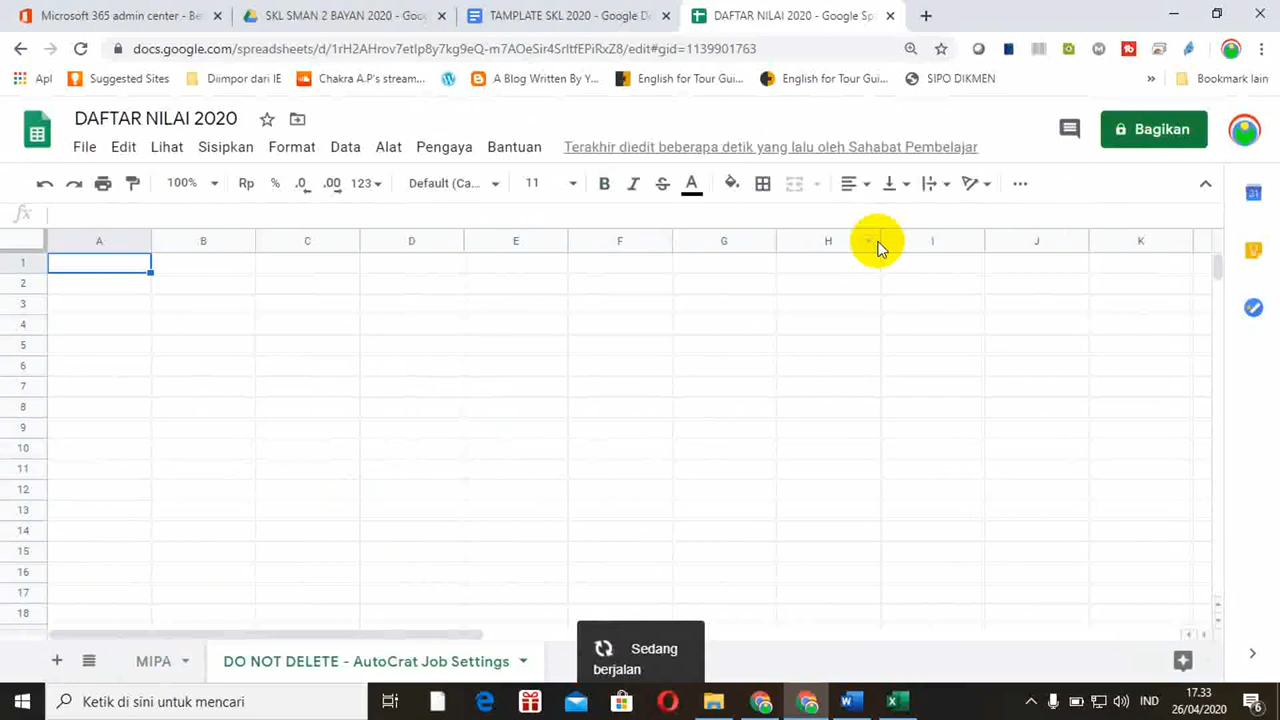 Microsoft 365 admin center - Be
SKL SMAN 2 BAYAN 2020 - Goo
TAMPLATE SKL 2020 - Google D
DAFTAR NILAI 2020 - Google Sp
docs.google.com/spreadsheets/d/1rH2AHrov7etIp8y7kg9eQ-m7AOeSir4SrltfEPiRxZ8/edit#gid=1139901763
Apl
Suggested Sites
Diimpor dari IE
Chakra A.P's stream...
A Blog Written By Y...
English for Tour Gui...
English for Tour Gui...
SIPO DIKMEN
»
Bookmark lain
DAFTAR NILAI 2020
Bagikan
File Edit Lihat Sisipkan Format Data Alat Pengaya Bantuan
Terakhir diedit beberapa detik yang lalu oleh Sahabat Pembelajar
100% Rp % .0 .00 123 Default (Ca... 11 B I S A
fx
A B C D E F G H I J K
1
2
3
4
5
6
7
8
9
10
11
12
13
14
15
16
17
18
Sedang
berjalan
MIPA
DO NOT DELETE - AutoCrat Job Settings
Ketik di sini untuk mencari
IND
17.33
26/04/2020
6